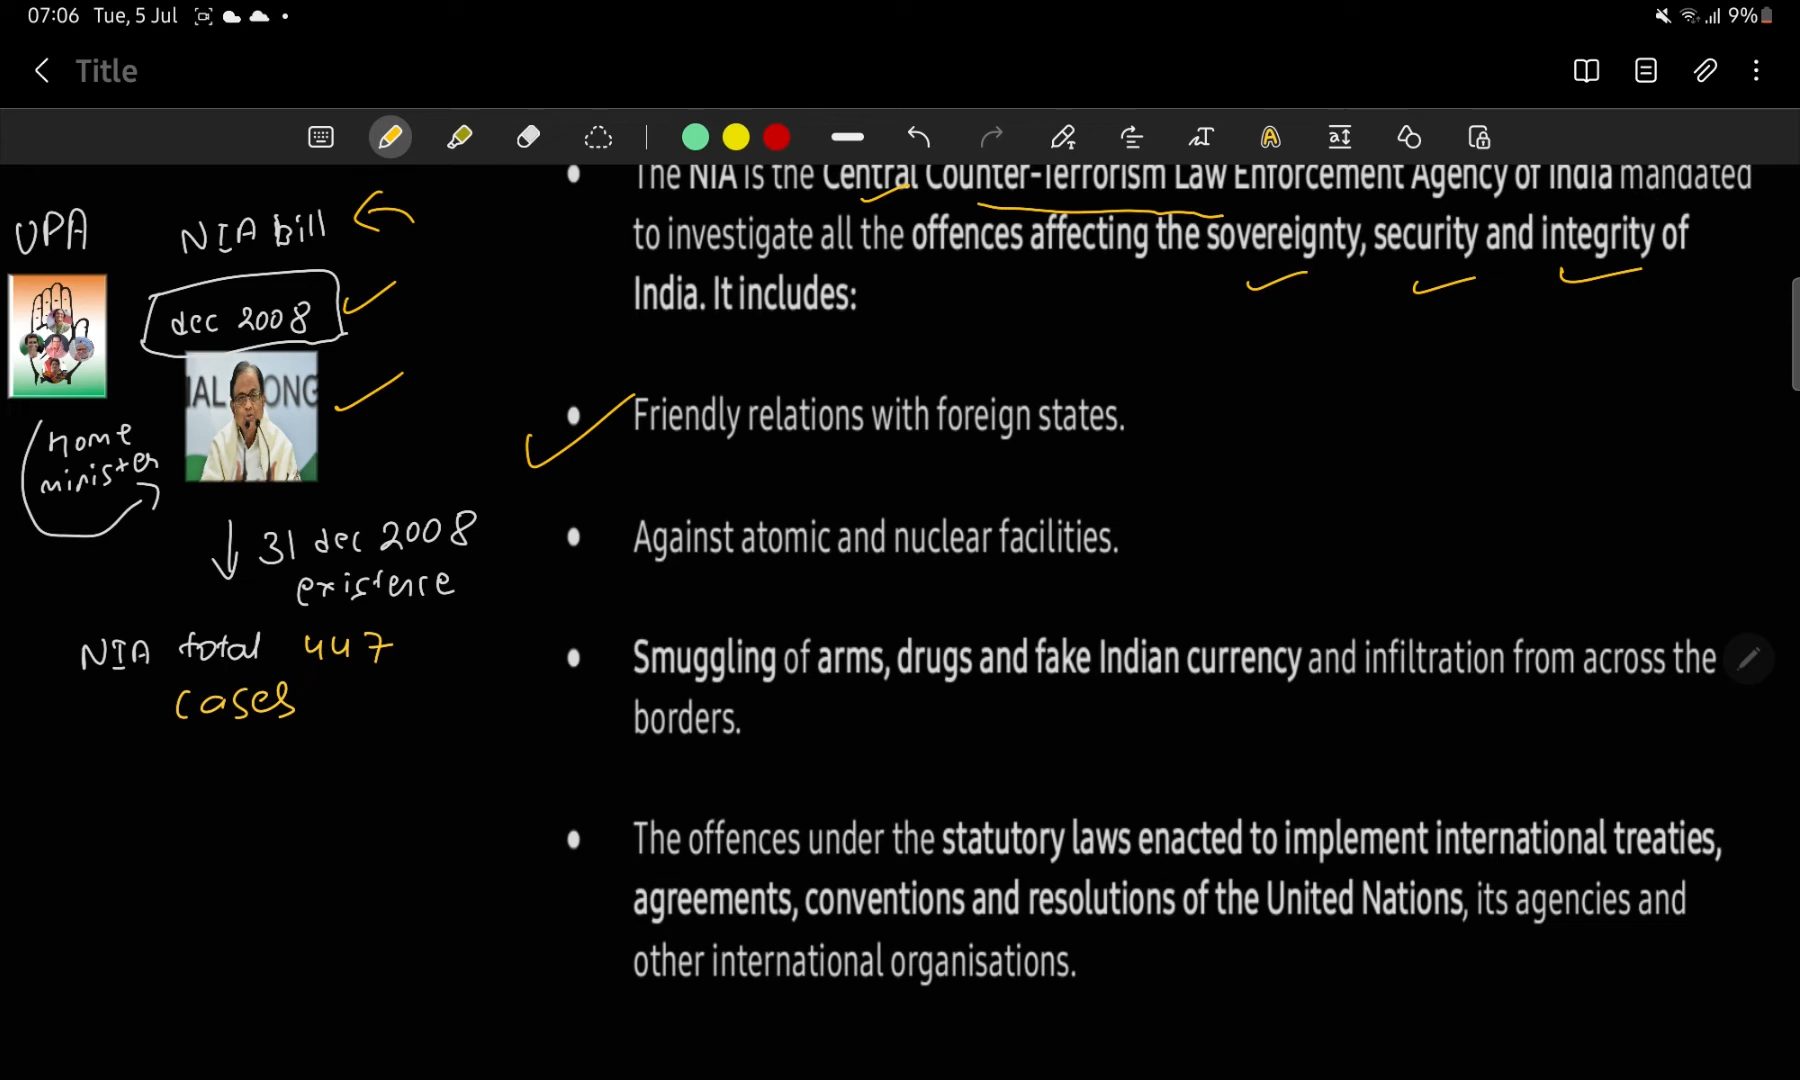 07:06 Tue, 5 Jul
9%
Title
The NIA is the Central Counter-Terrorism Law Enforcement Agency of India mandated
to investigate all the offences affecting the sovereignty, security and integrity of
India. It includes:
UPA
NIA bill
dec 2008
IAL ONG
Home
minister
31 dec 2008
existence
NIA total 447
cases
Friendly relations with foreign states.
Against atomic and nuclear facilities.
Smuggling of arms, drugs and fake Indian currency and infiltration from across the
borders.
The offences under the statutory laws enacted to implement international treaties,
agreements, conventions and resolutions of the United Nations, its agencies and
other international organisations.